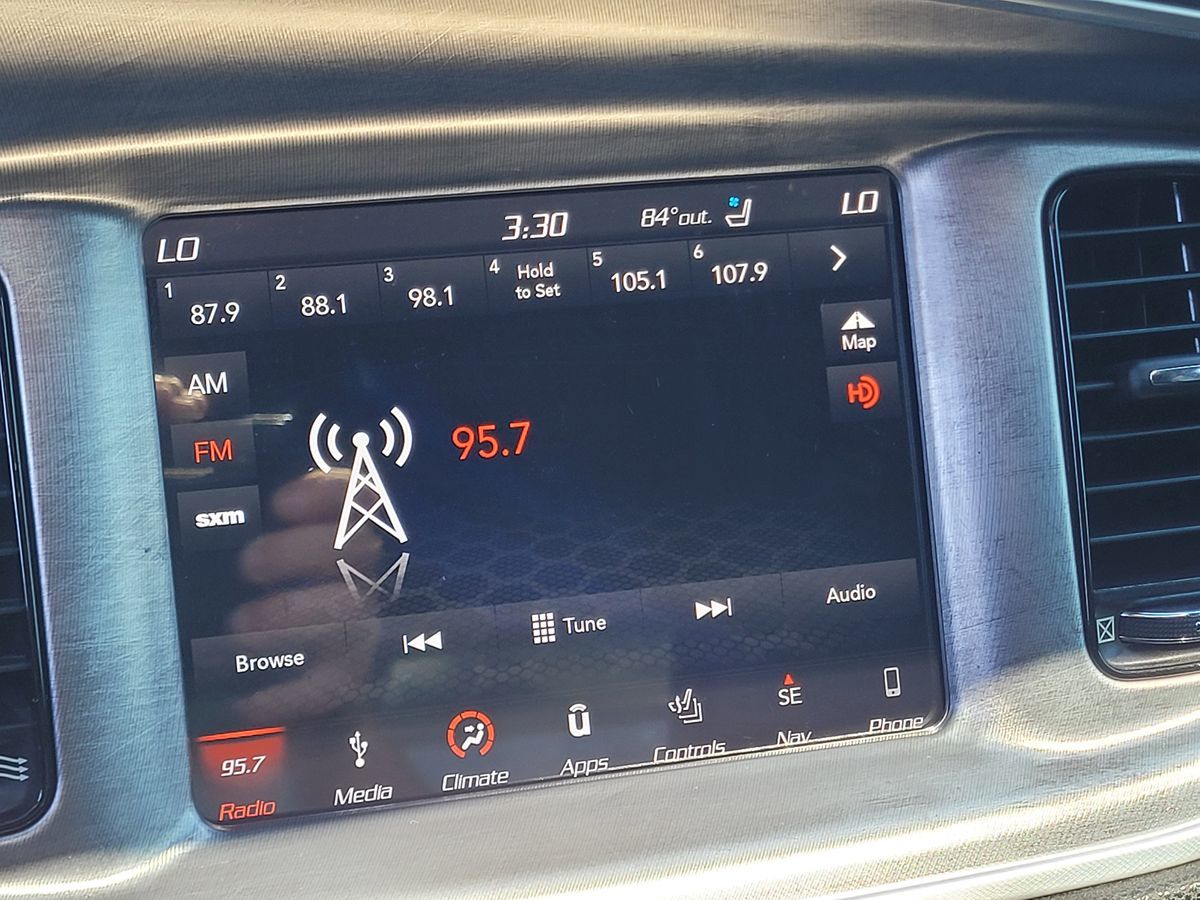 LO 3:30 84° out. LO
1 87.9
2 88.1
3 98.1
4 Hold to Set
5 105.1
6 107.9
Map
AM
HD
FM
95.7
sxm
Browse
Tune
Audio
95.7 Radio
Media
Climate
u Apps
Controls
SE Nav
Phone